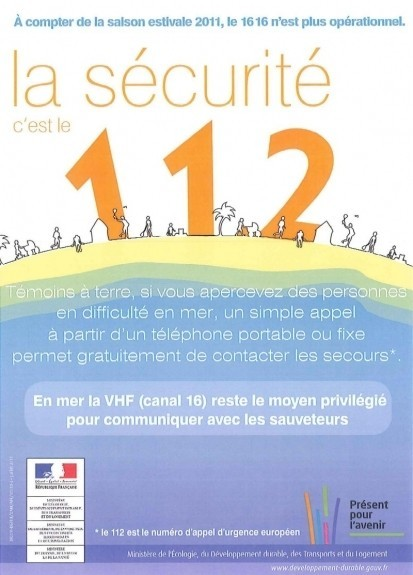 À compter de la saison estivale 2011, le 1616 n'est plus opérationnel.
la sécurité
c'est le
112
Témoins à terre, si vous apercevez des personnes
en difficulté en mer, un simple appel
à partir d'un téléphone portable ou fixe
permet gratuitement de contacter les secours*.
En mer la VHF (canal 16) reste le moyen privilégié
pour communiquer avec les sauveteurs
Liberté • Égalité • Fraternité
RÉPUBLIQUE FRANÇAISE
Présent
pour
l'avenir
* le 112 est le numéro d'appel d'urgence européen
Ministère de l'Écologie, du Développement durable, des Transports et du Logement
www.developpement-durable.gouv.fr